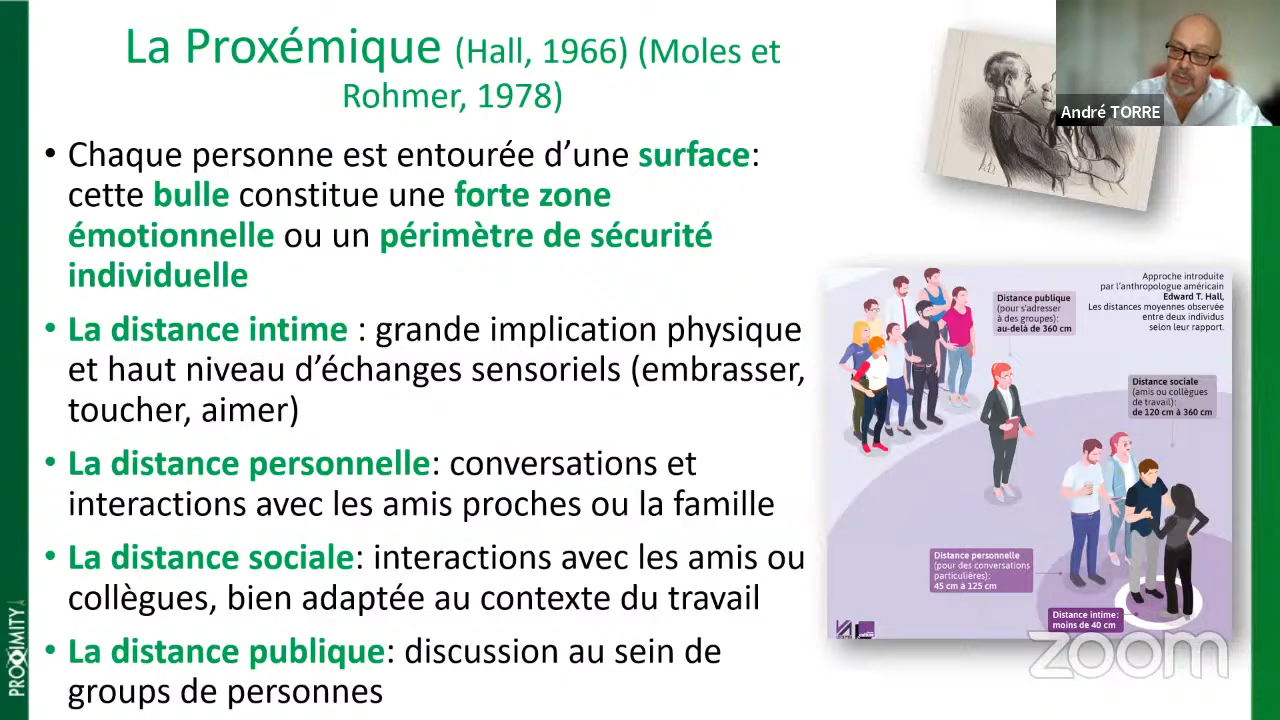 La Proxémique (Hall, 1966) (Moles et
Rohmer, 1978)
• Chaque personne est entourée d’une surface:
cette bulle constitue une forte zone
émotionnelle ou un périmètre de sécurité
individuelle
• La distance intime : grande implication physique
et haut niveau d’échanges sensoriels (embrasser,
toucher, aimer)
• La distance personnelle: conversations et
interactions avec les amis proches ou la famille
• La distance sociale: interactions avec les amis ou
collègues, bien adaptée au contexte du travail
• La distance publique: discussion au sein de
groups de personnes
André TORRE
Approche introduite
par l’anthropologue américain
Edward T. Hall,
Les distances moyennes observée
entre deux individus
selon leur rapport.
Distance publique
(pour s’adresser
à des groupes):
au-delà de 360 cm
Distance sociale
(amis ou collègues
de travail):
de 120 cm à 360 cm
Distance personnelle
(pour des conversations
particulières):
45 cm à 125 cm
Distance intime:
moins de 40 cm
zoom
PROXIMITY